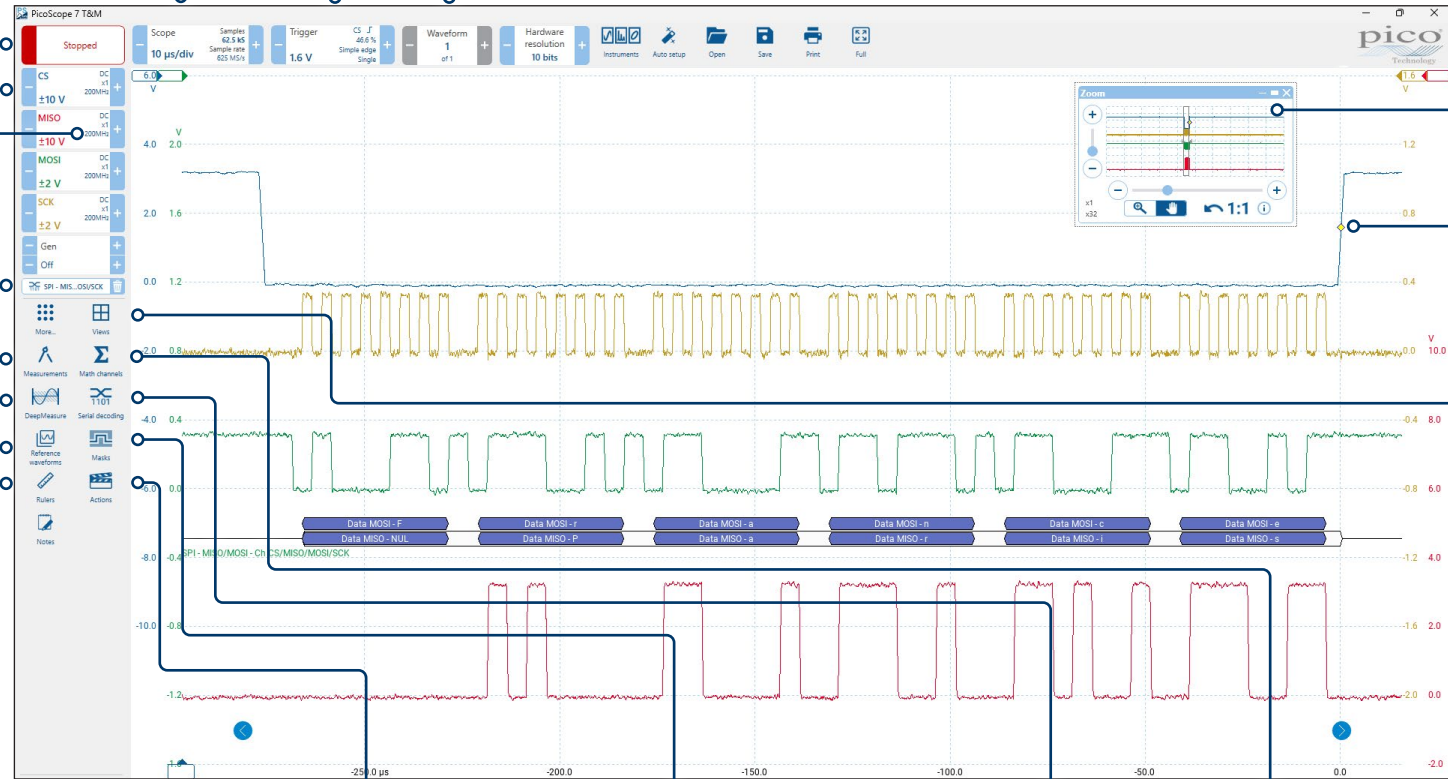 PicoScope 7 T&M
Stopped
Scope
10 µs/div
Samples
62.5 kS
Sample rate
625 MS/s
Trigger
1.6 V
CS
46.6 %
Simple edge
Single
Waveform
1
of 1
Hardware
resolution
10 bits
Instruments
Auto setup
Open
Save
Print
Full
pico
Technology
CS
DC
x1
200MHz
±10 V
MISO
DC
x1
200MHz
±10 V
MOSI
DC
x1
200MHz
±2 V
SCK
DC
x1
200MHz
±2 V
Gen
Off
SPI - MIS...OSI/SCK
More...
Views
Measurements
Math channels
DeepMeasure
1101
Serial decoding
Reference
waveforms
Masks
Rulers
Actions
Notes
Zoom
x1
x32
1:1
6.0
V
4.0
2.0
0.0
-2.0
-4.0
-6.0
-8.0
-10.0
V
2.0
1.6
1.2
0.8
0.4
0.0
-0.4
-0.8
-1.2
-1.6
1.6
V
1.2
0.8
0.4
0.0
-0.4
-0.8
-1.2
-1.6
-2.0
V
10.0
8.0
6.0
4.0
2.0
0.0
-2.0
Data MOSI - F
Data MOSI - r
Data MOSI - a
Data MOSI - n
Data MOSI - c
Data MOSI - e
Data MISO - NUL
Data MISO - P
Data MISO - a
Data MISO - r
Data MISO - i
Data MISO - s
SPI - MISO/MOSI - Ch CS/MISO/MOSI/SCK
-250.0 µs
-200.0
-150.0
-100.0
-50.0
0.0